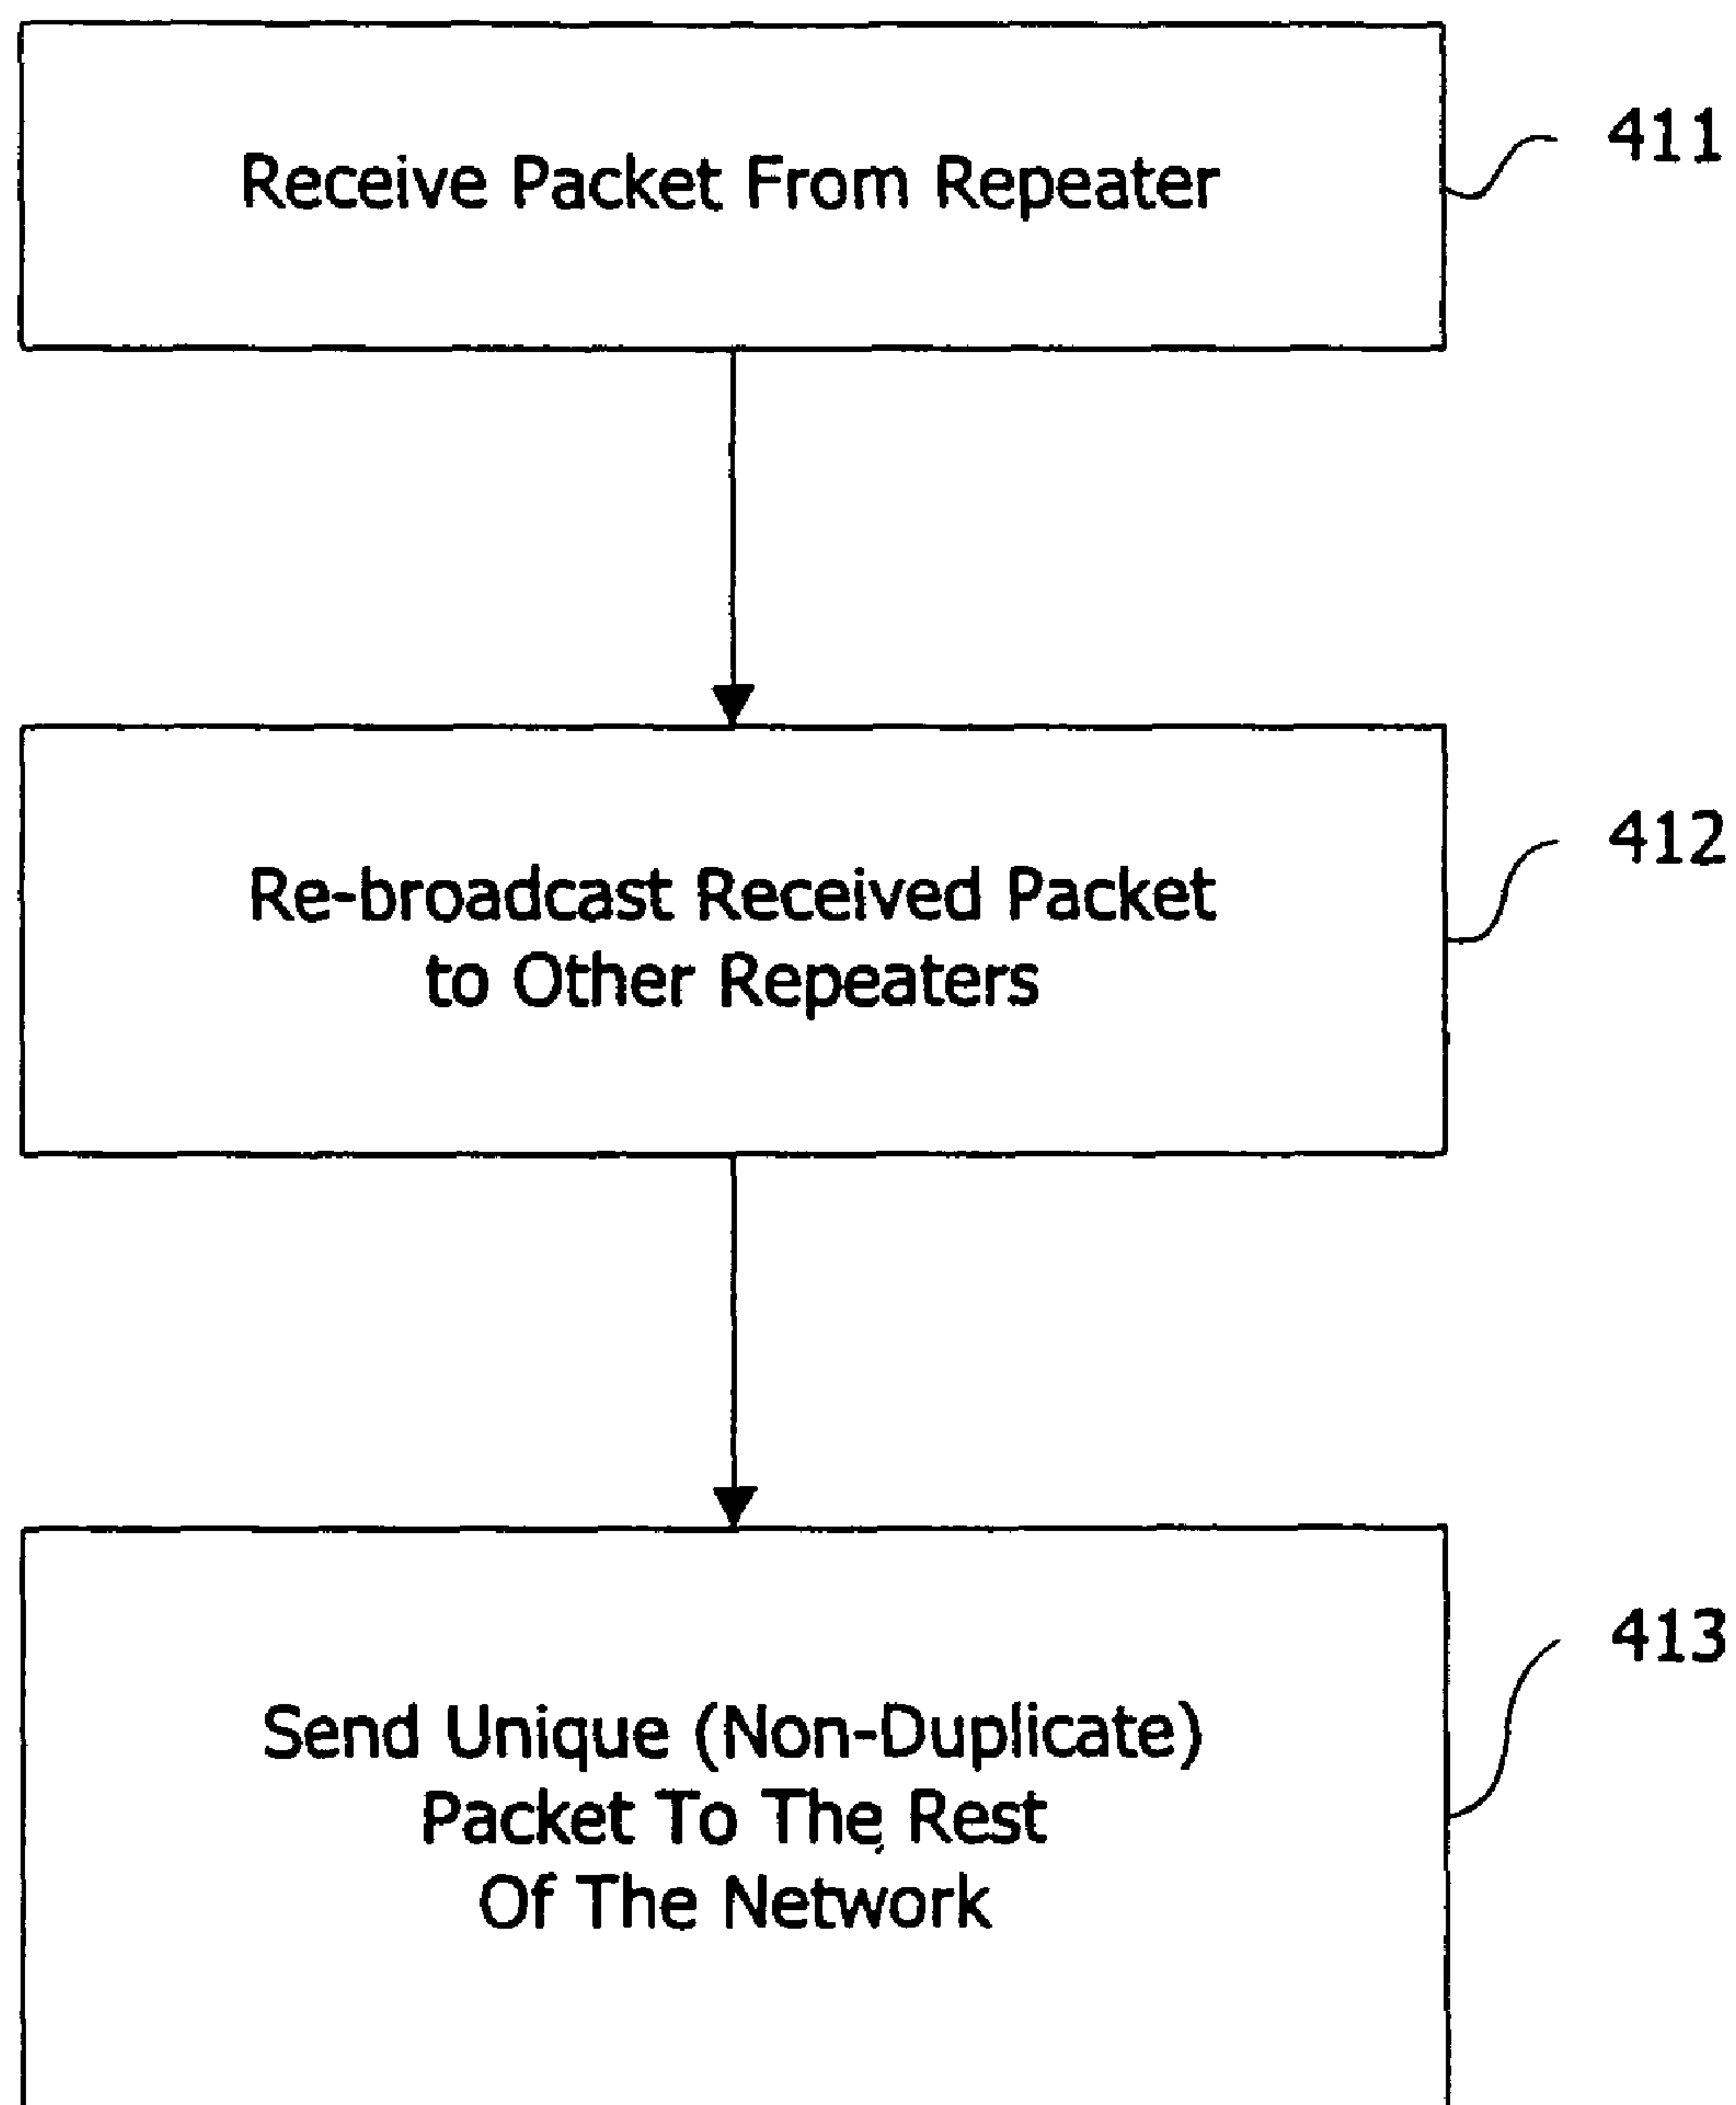 Receive Packet From Repeater
411
Re-broadcast Received Packet
to Other Repeaters
412
Send Unique (Non-Duplicate)
Packet To The Rest
Of The Network
413